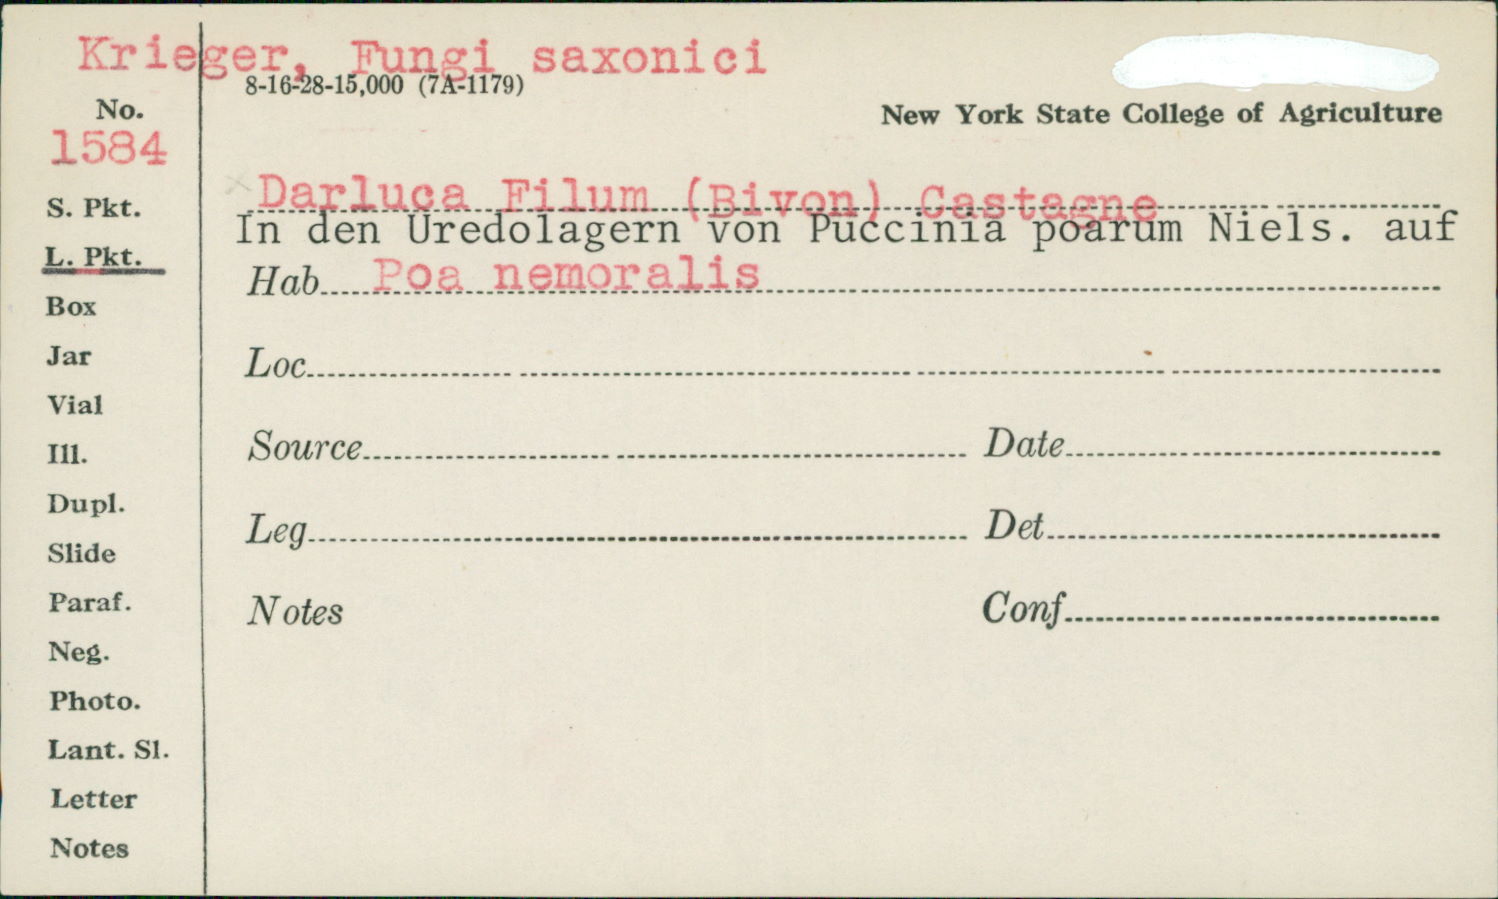 Krieger, Fungi saxonici
8-16-28-15,000 (7A-1179)
No.
New York State College of Agriculture
1584
Darluca Filum (Bivon) Castagne
S. Pkt.
In den Uredolagern von Puccinia poarum Niels. auf
L. Pkt.
Hab. Poa nemoralis
Box
Jar
Loc.
Vial
Source
Date
Ill.
Dupl.
Leg
Det
Slide
Paraf.
Notes
Conf
Neg.
Photo.
Lant. Sl.
Letter
Notes